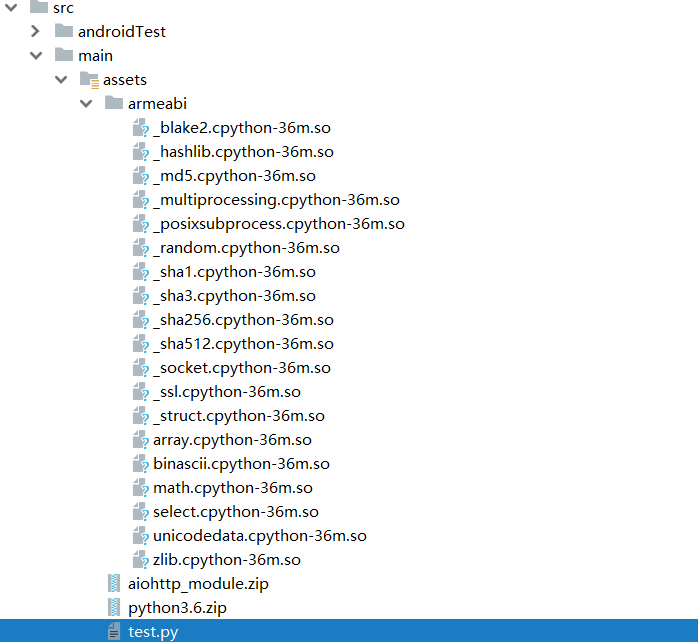 src
androidTest
main
assets
armeabi
_blake2.cpython-36m.so
_hashlib.cpython-36m.so
_md5.cpython-36m.so
_multiprocessing.cpython-36m.so
_posixsubprocess.cpython-36m.so
_random.cpython-36m.so
_sha1.cpython-36m.so
_sha3.cpython-36m.so
_sha256.cpython-36m.so
_sha512.cpython-36m.so
_socket.cpython-36m.so
_ssl.cpython-36m.so
_struct.cpython-36m.so
array.cpython-36m.so
binascii.cpython-36m.so
math.cpython-36m.so
select.cpython-36m.so
unicodedata.cpython-36m.so
zlib.cpython-36m.so
aiohttp_module.zip
python3.6.zip
test.py